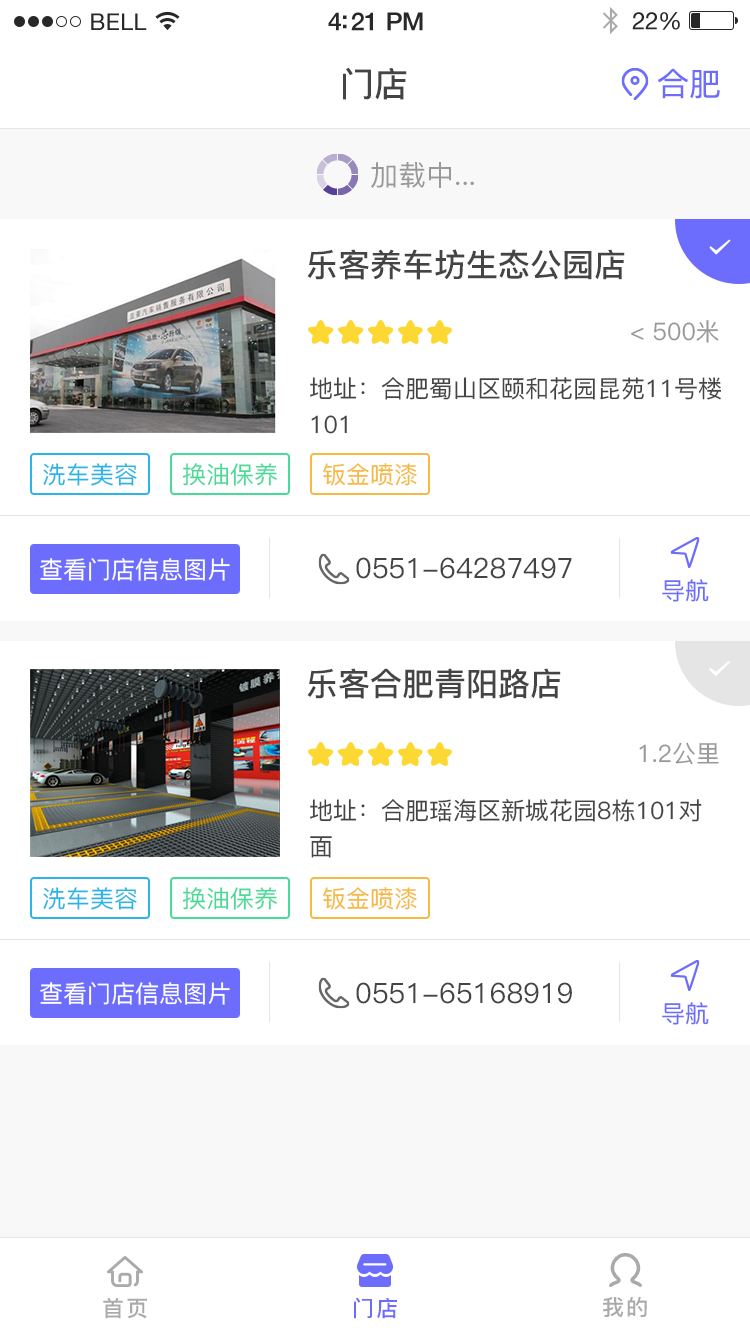 BELL
4:21 PM
22%
门店
合肥
加载中...
乐客养车坊生态公园店
< 500米
地址：合肥蜀山区颐和花园昆苑11号楼
101
洗车美容
换油保养
钣金喷漆
查看门店信息图片
0551-64287497
导航
乐客合肥青阳路店
1.2公里
地址：合肥瑶海区新城花园8栋101对
面
洗车美容
换油保养
钣金喷漆
查看门店信息图片
0551-65168919
导航
首页
门店
我的